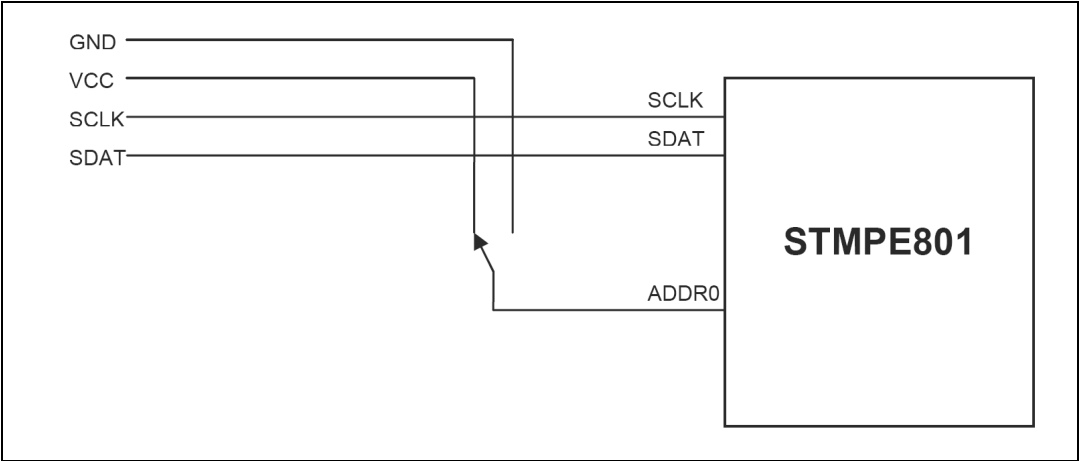 GND
VCC
SCLK
SCLK
SDAT
SDAT
STMPE801
ADDR0